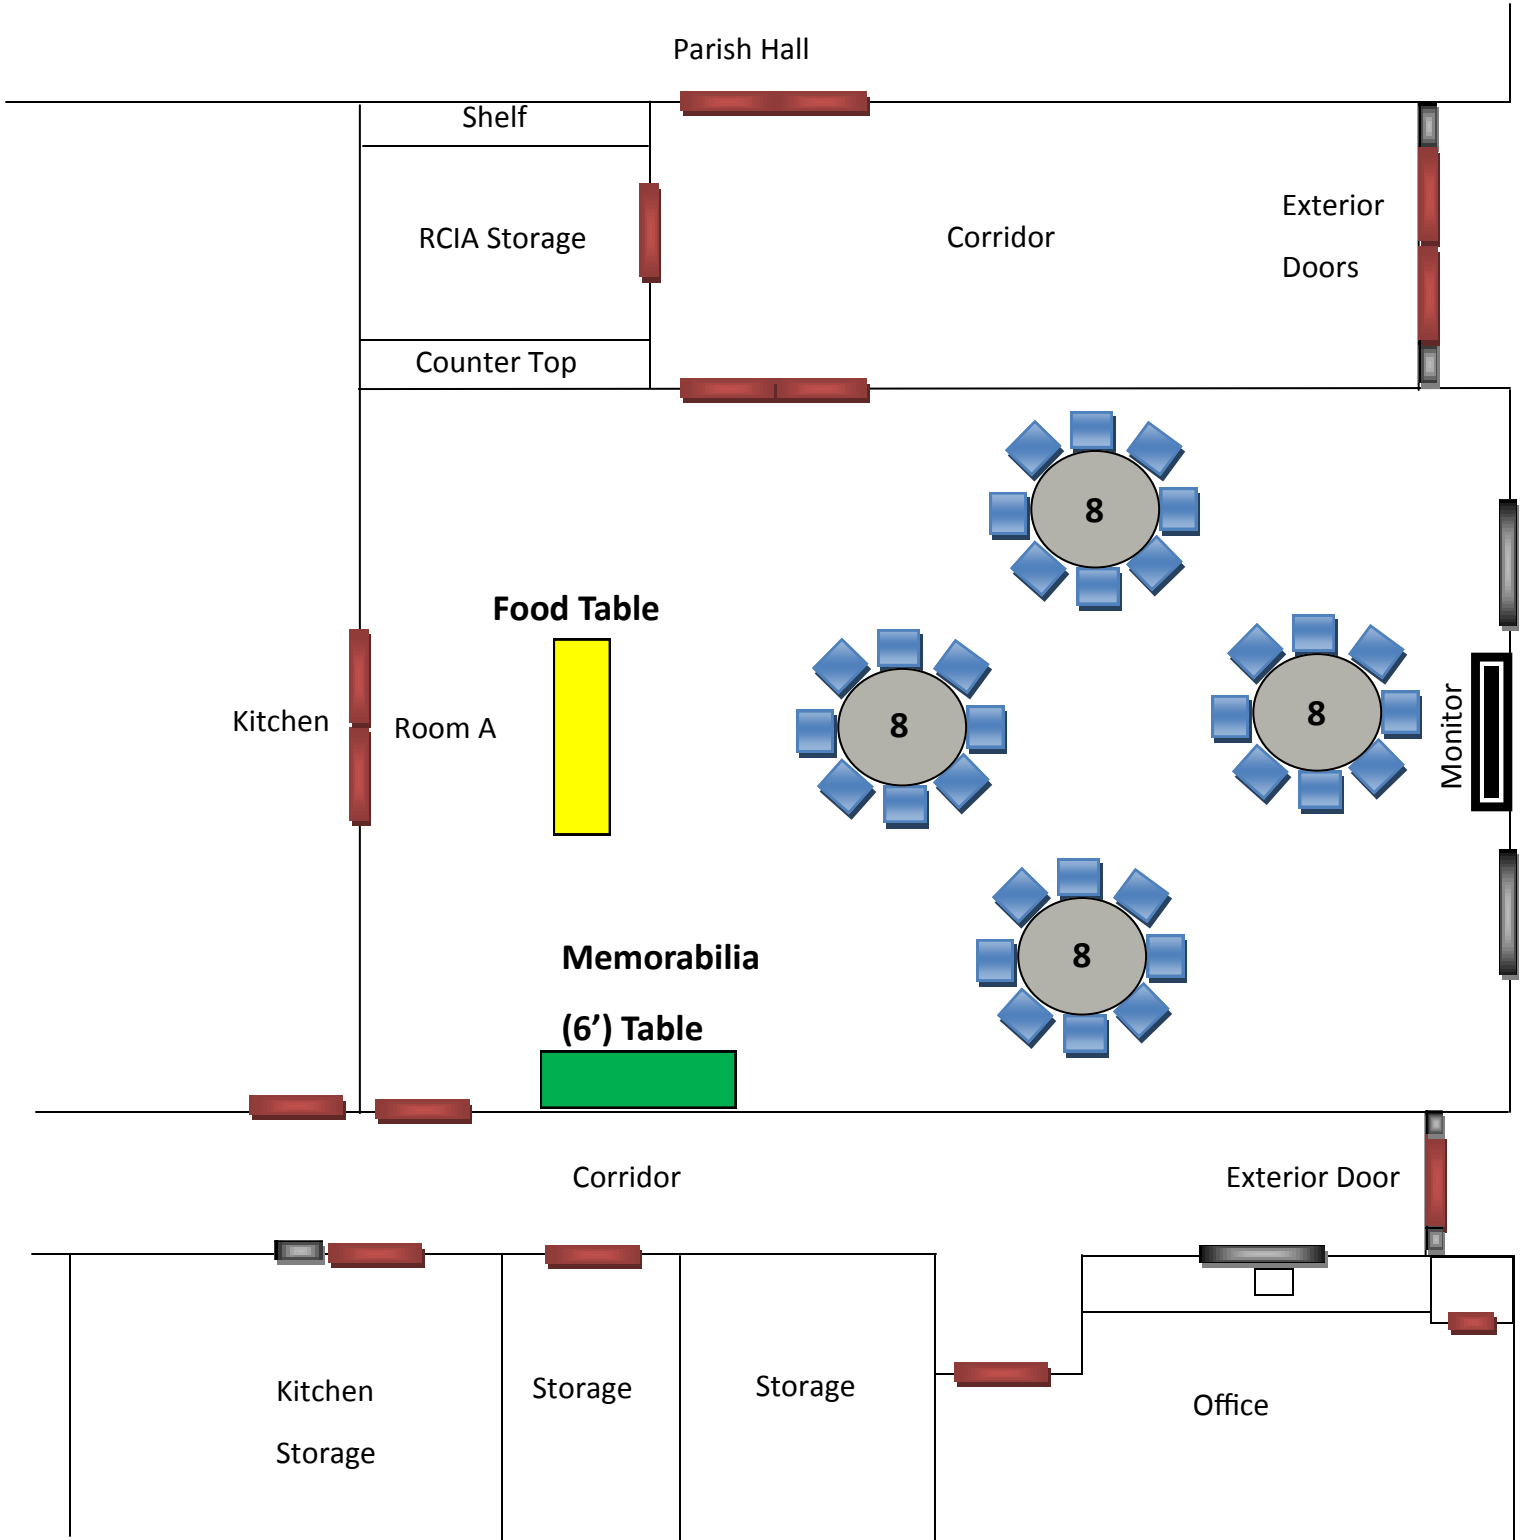 Parish Hall
Shelf
RCIA Storage
Counter Top
Corridor
Exterior
Doors
8
Food Table
Kitchen
Room A
8
8
Monitor
Memorabilia
(6’) Table
8
Corridor
Exterior Door
Kitchen
Storage
Storage
Storage
Office